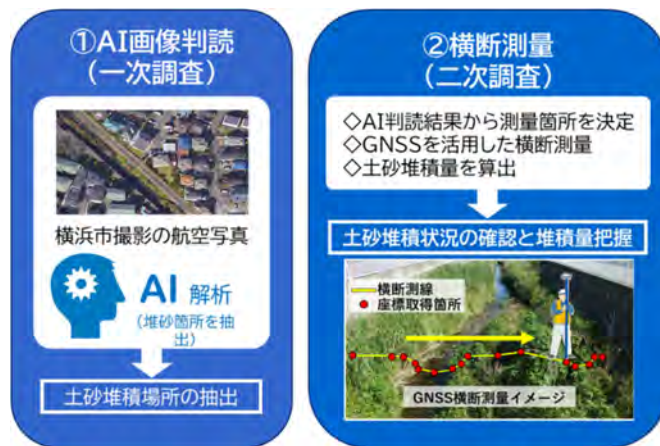 ①AI画像判読
（一次調査）
横浜市撮影の航空写真
AI 解析
（堆砂箇所を抽
出）
土砂堆積場所の抽出
②横断測量
（二次調査）
◇AI判読結果から測量箇所を決定
◇GNSSを活用した横断測量
◇土砂堆積量を算出
土砂堆積状況の確認と堆積量把握
横断測線
座標取得箇所
GNSS横断測量イメージ